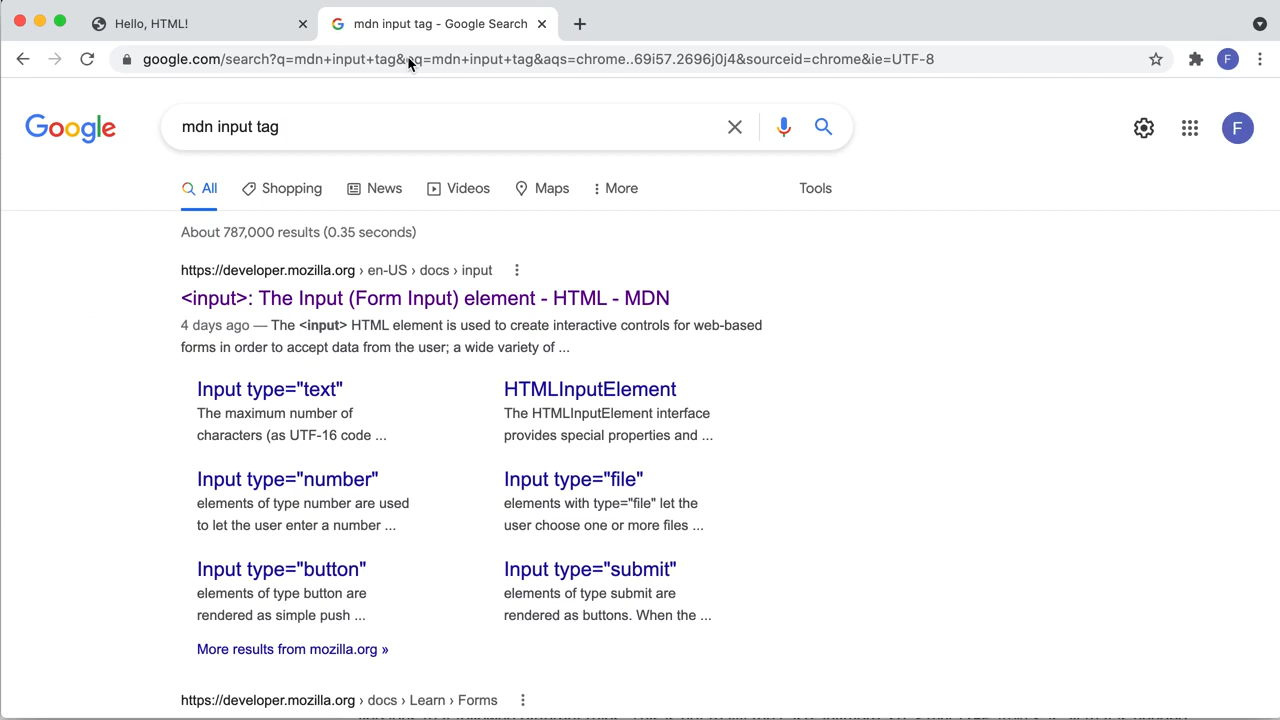 Hello, HTML!
mdn input tag - Google Search
google.com/search?q=mdn+input+tag&aq=mdn+input+tag&aqs=chrome..69i57.2696j0j4&sourceid=chrome&ie=UTF-8
F
Google
mdn input tag
F
All
Shopping
News
Videos
Maps
More
Tools
About 787,000 results (0.35 seconds)
https://developer.mozilla.org › en-US › docs › input
<input>: The Input (Form Input) element - HTML - MDN
4 days ago — The <input> HTML element is used to create interactive controls for web-based
forms in order to accept data from the user; a wide variety of ...
Input type="text"
The maximum number of
characters (as UTF-16 code ...
HTMLInputElement
The HTMLInputElement interface
provides special properties and ...
Input type="number"
elements of type number are used
to let the user enter a number ...
Input type="file"
elements with type="file" let the
user choose one or more files ...
Input type="button"
elements of type button are
rendered as simple push ...
Input type="submit"
elements of type submit are
rendered as buttons. When the ...
More results from mozilla.org »
https://developer.mozilla.org › docs › Learn › Forms